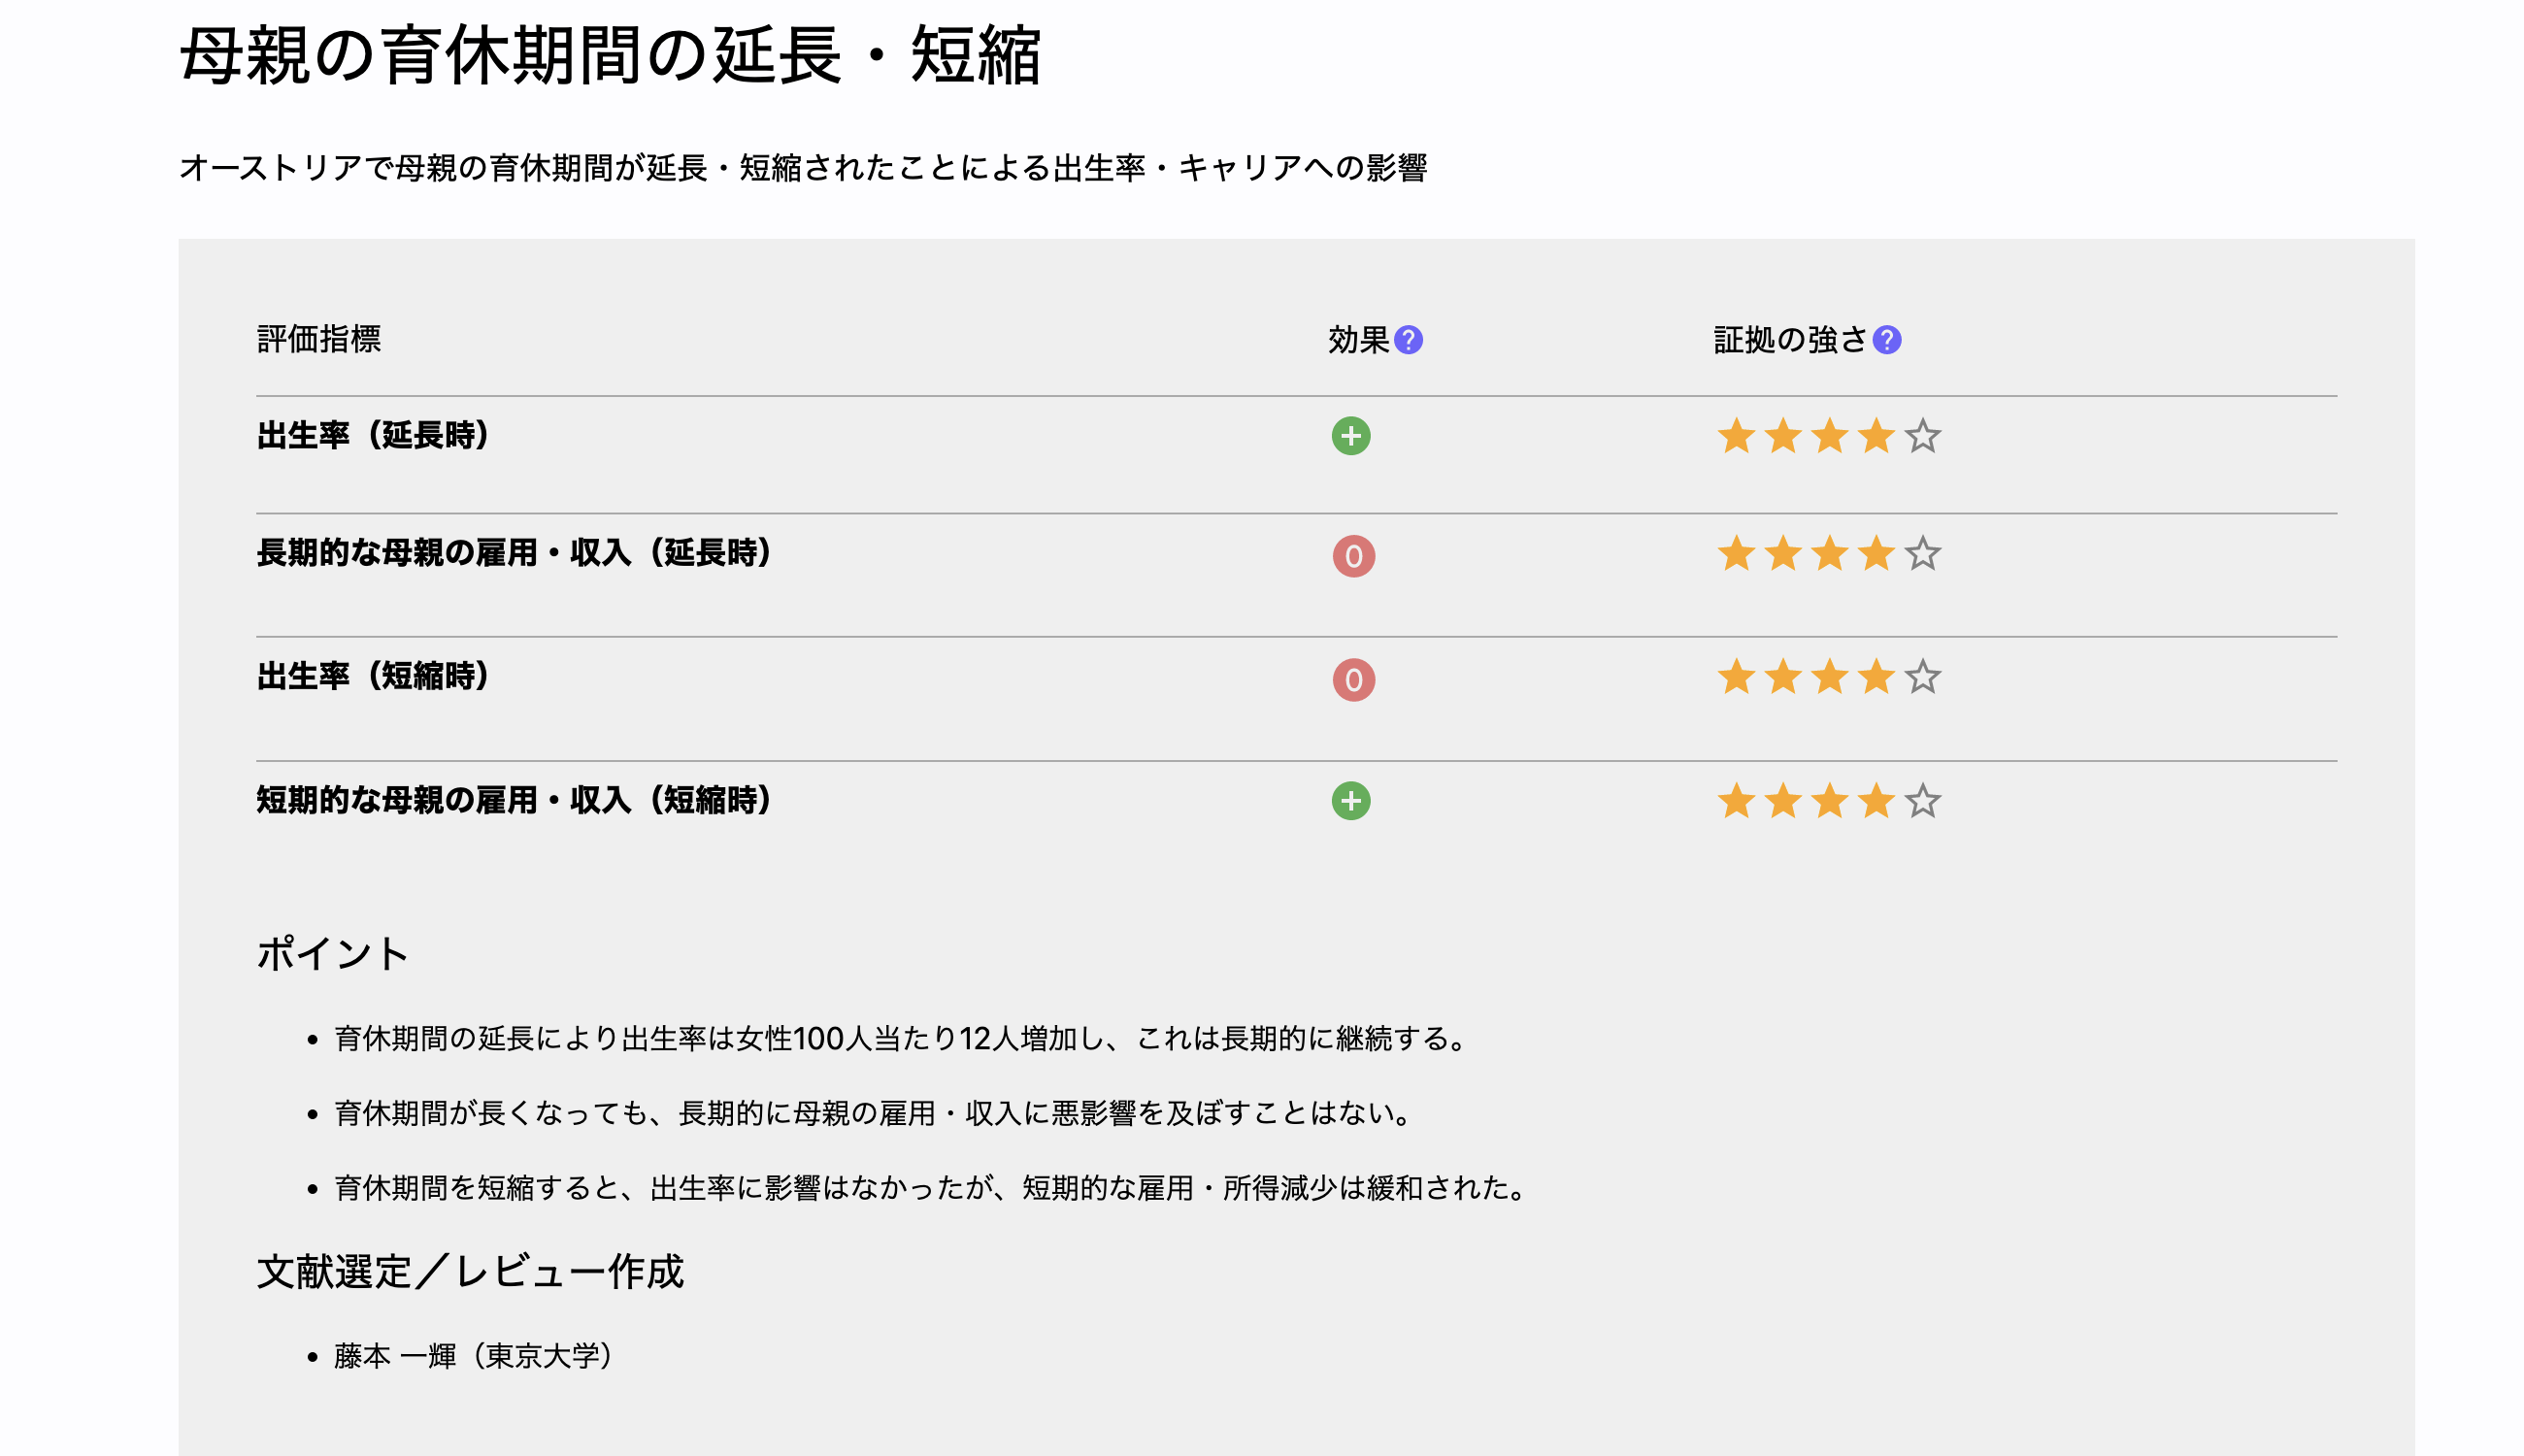 母親の育休期間の延長・短縮
オーストリアで母親の育休期間が延長・短縮されたことによる出生率・キャリアへの影響
評価指標 効果? 証拠の強さ?
出生率（延長時） + ★★★★☆
長期的な母親の雇用・収入（延長時） 0 ★★★★☆
出生率（短縮時） 0 ★★★★☆
短期的な母親の雇用・収入（短縮時） + ★★★★☆
ポイント
• 育休期間の延長により出生率は女性100人当たり12人増加し、これは長期的に継続する。
• 育休期間が長くなっても、長期的に母親の雇用・収入に悪影響を及ぼすことはない。
• 育休期間を短縮すると、出生率に影響はなかったが、短期的な雇用・所得減少は緩和された。
文献選定／レビュー作成
• 藤本 一輝（東京大学）